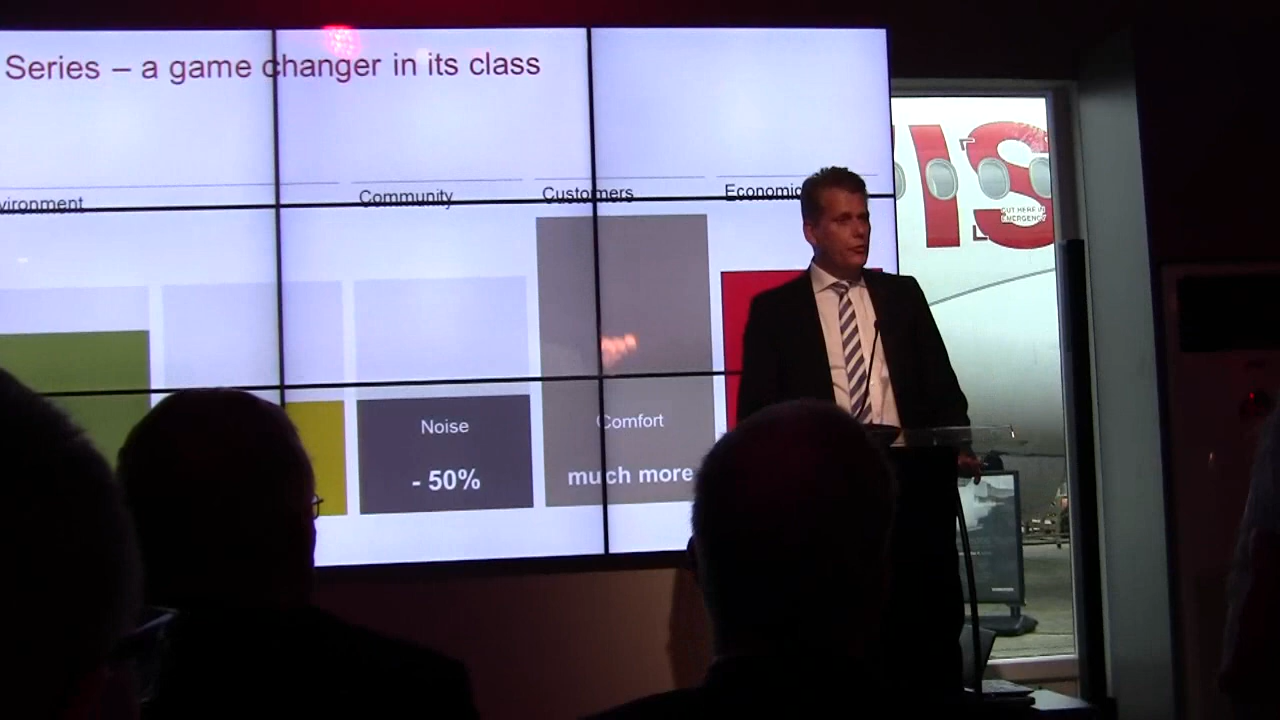 Series – a game changer in its class
vironment
Community
Customers
Economic
Noise
- 50%
Comfort
much more
IS
CUT HERE IN
EMERGENCY